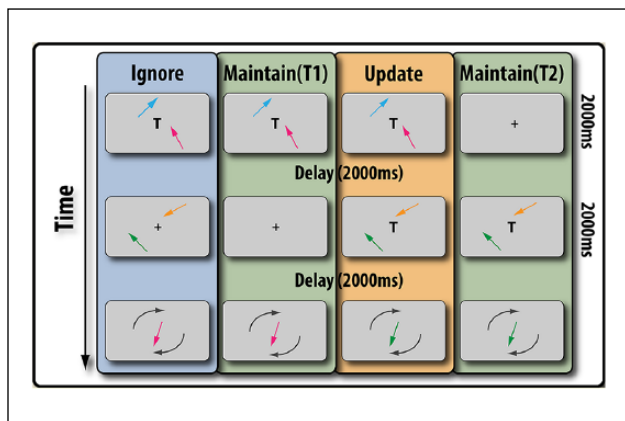 Ignore Maintain(T1) Update Maintain(T2)
T T T +
2000ms
Delay (2000ms)
Time
+ + T T
2000ms
Delay (2000ms)